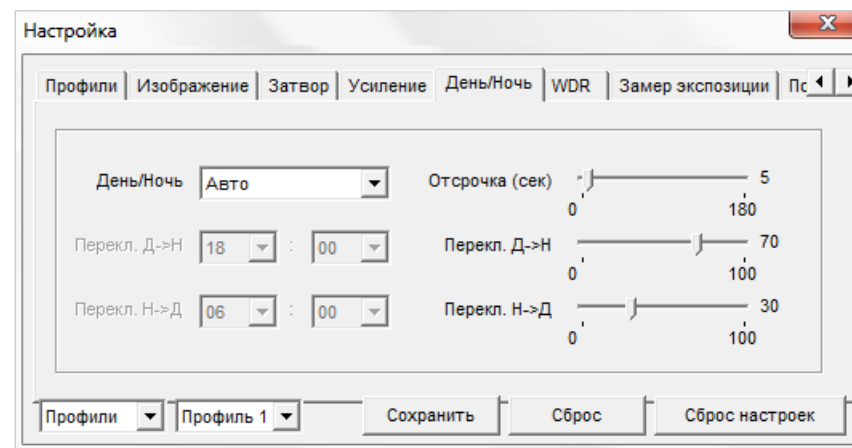 Настройка
Профили Изображение Затвор Усиление День/Ночь WDR Замер экспозиции
День/Ночь Авто Отсрочка (сек) 5
0 180
Перекл. Д->Н 18 : 00 Перекл. Д->Н 70
0 100
Перекл. Н->Д 06 : 00 Перекл. Н->Д 30
0 100
Профили Профиль 1 Сохранить Сброс Сброс настроек